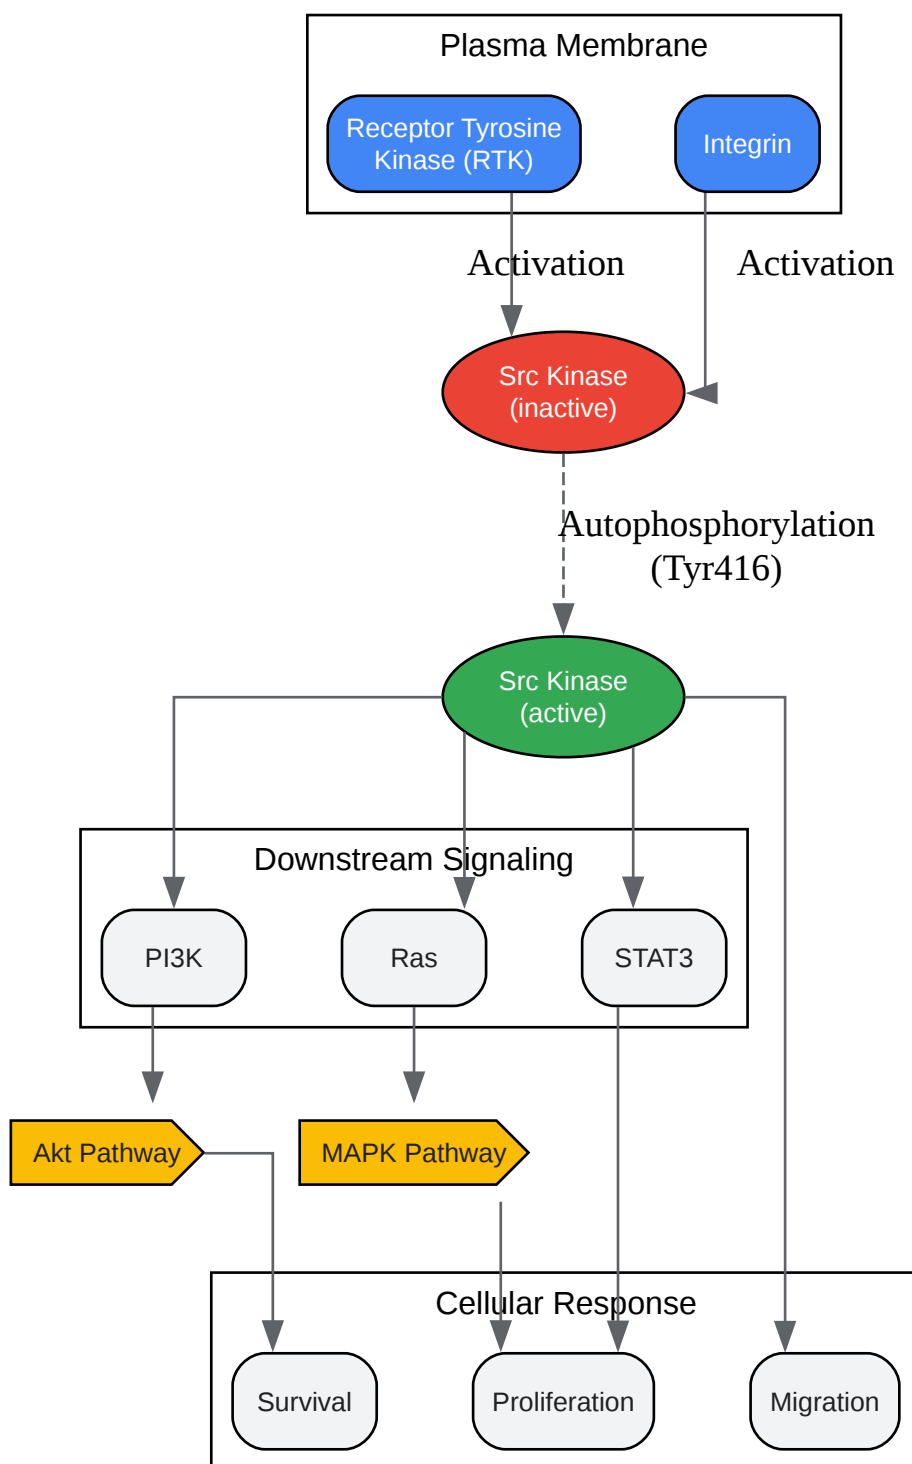 Plasma Membrane
Receptor Tyrosine
Kinase (RTK)
Integrin
Activation
Activation
Src Kinase
(inactive)
Autophosphorylation
(Tyr416)
Src Kinase
(active)
Downstream Signaling
PI3K
Ras
STAT3
Akt Pathway
MAPK Pathway
Cellular Response
Survival
Proliferation
Migration